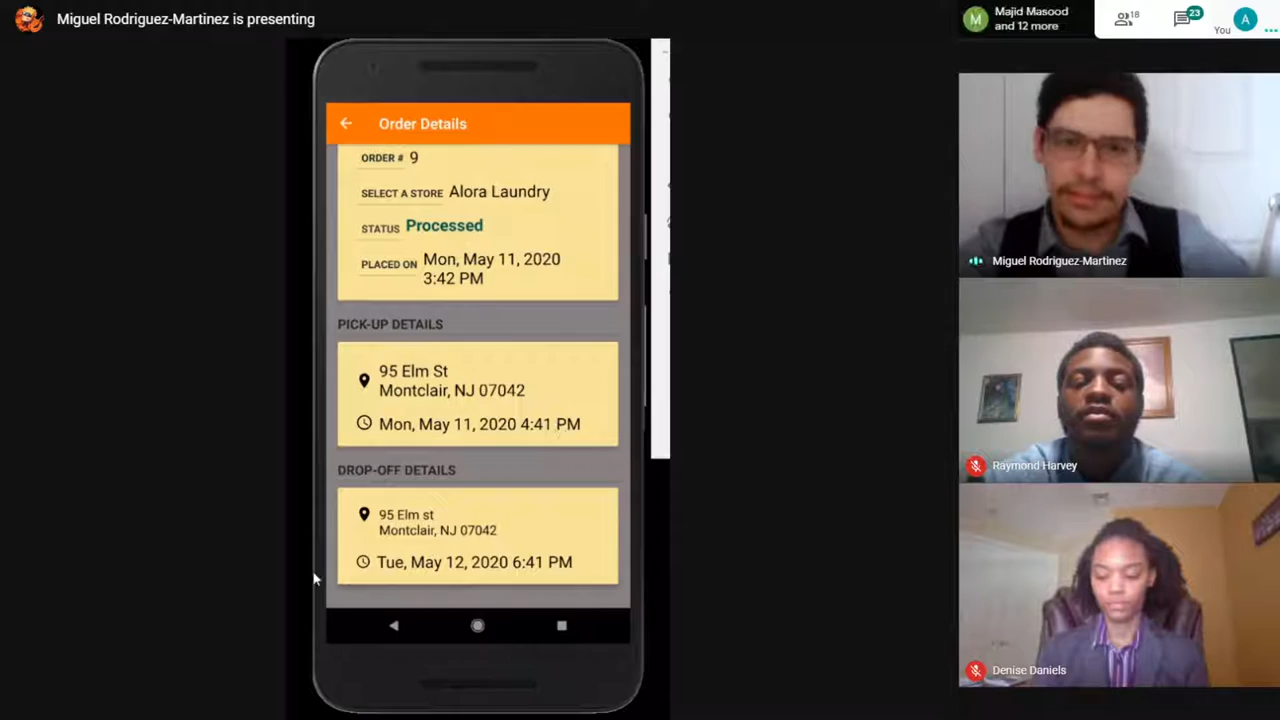 Miguel Rodriguez-Martinez is presenting
M
Majid Masood
and 12 more
18
23
You
A
Order Details
ORDER # 9
SELECT A STORE Alora Laundry
STATUS Processed
PLACED ON Mon, May 11, 2020
3:42 PM
PICK-UP DETAILS
95 Elm St
Montclair, NJ 07042
Mon, May 11, 2020 4:41 PM
DROP-OFF DETAILS
95 Elm st
Montclair, NJ 07042
Tue, May 12, 2020 6:41 PM
Miguel Rodriguez-Martinez
Raymond Harvey
Denise Daniels